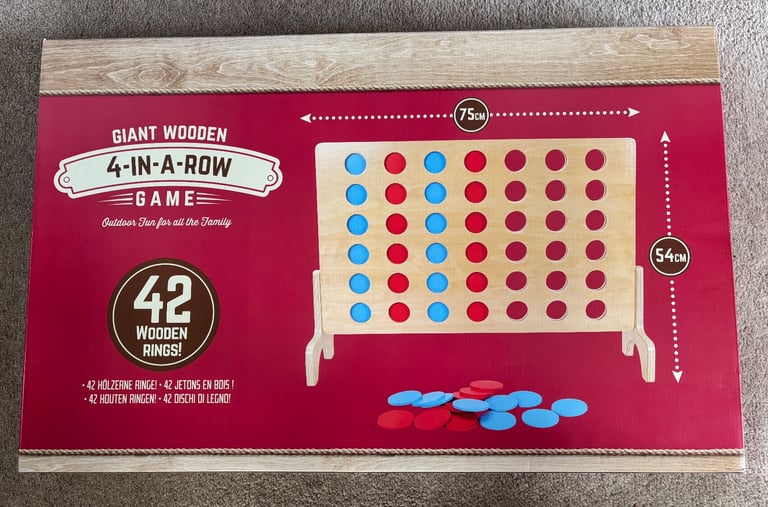 GIANT WOODEN
4-IN-A-ROW
GAME
Outdoor Fun for all the Family
42
WOODEN
RINGS!
• 42 HÖLZERNE RINGE! • 42 JETONS EN BOIS !
• 42 HOUTEN RINGEN! • 42 DISCHI DI LEGNO!
75CM
54CM